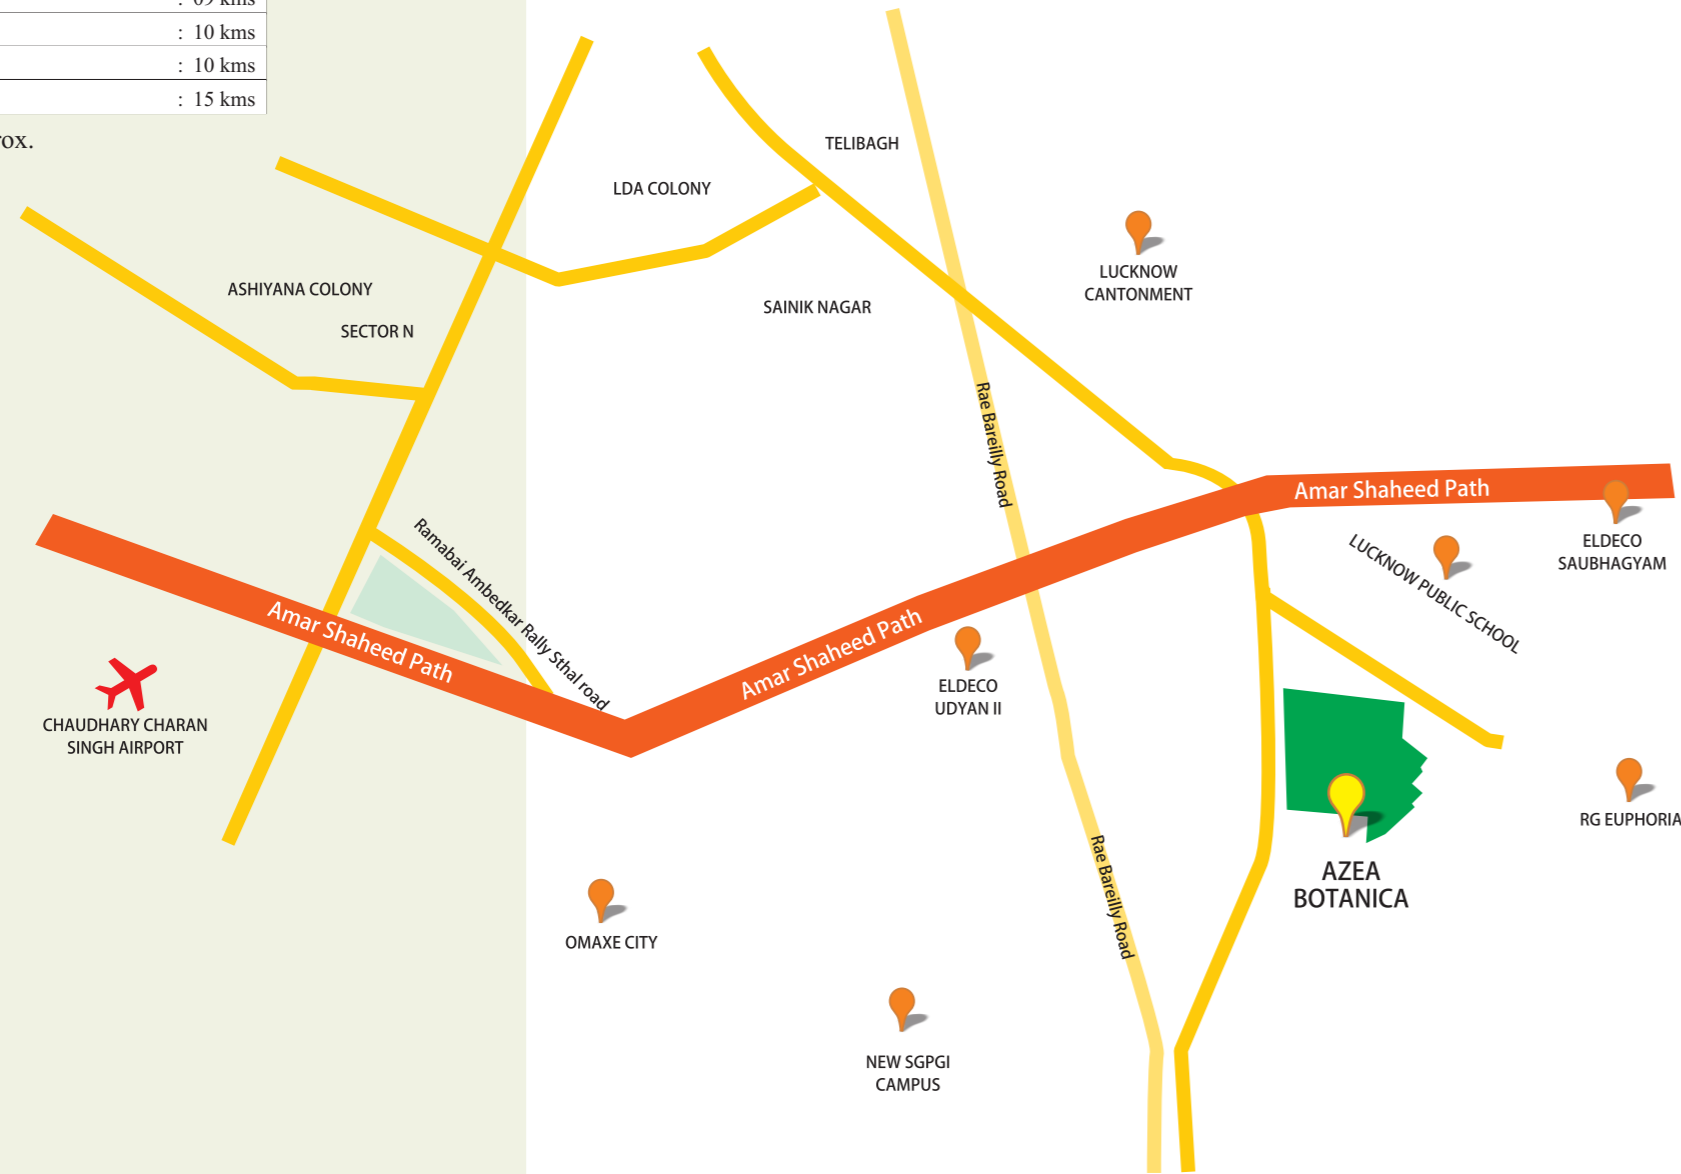 : 09 kms
: 10 kms
: 10 kms
: 15 kms
TELIBAGH
LDA COLONY
LUCKNOW
CANTONMENT
ASHIYANA COLONY
SAINIK NAGAR
SECTOR N
Rae Bareilly Road
Amar Shaheed Path
Ramabai Ambedkar Rally Sthal road
LUCKNOW PUBLIC SCHOOL
ELDECO
SAUBHAGYAM
Amar Shaheed Path
Amar Shaheed Path
ELDECO
UDYAN II
CHAUDHARY CHARAN
SINGH AIRPORT
RG EUPHORIA
AZEA
BOTANICA
Rae Bareilly Road
OMAXE CITY
NEW SGPGI
CAMPUS